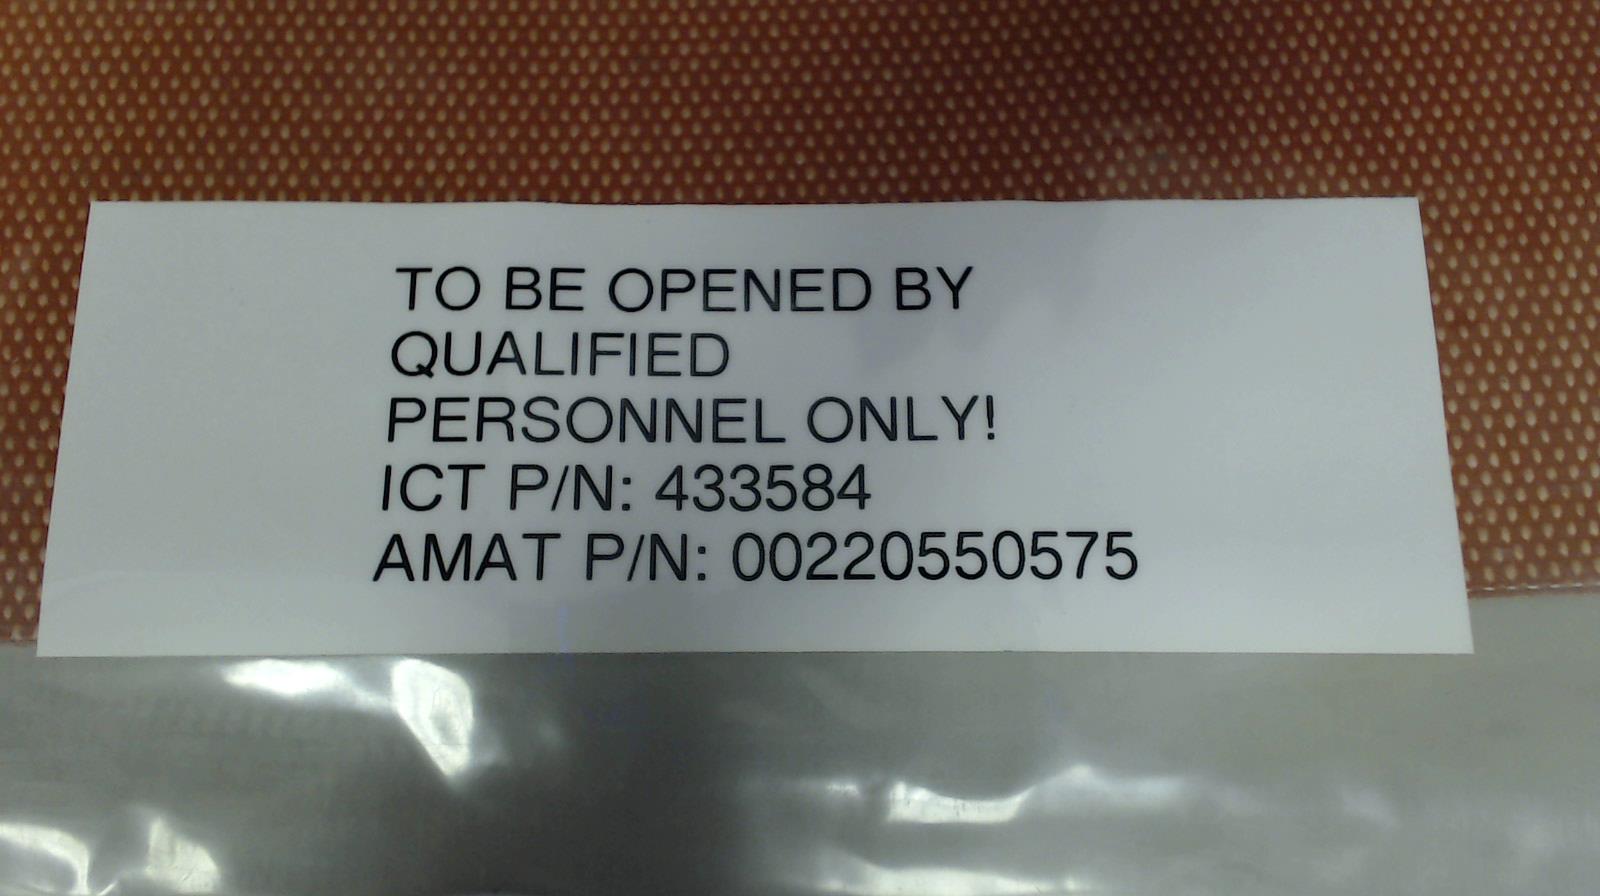 TO BE OPENED BY
QUALIFIED
PERSONNEL ONLY!
ICT P/N: 433584
AMAT P/N: 00220550575